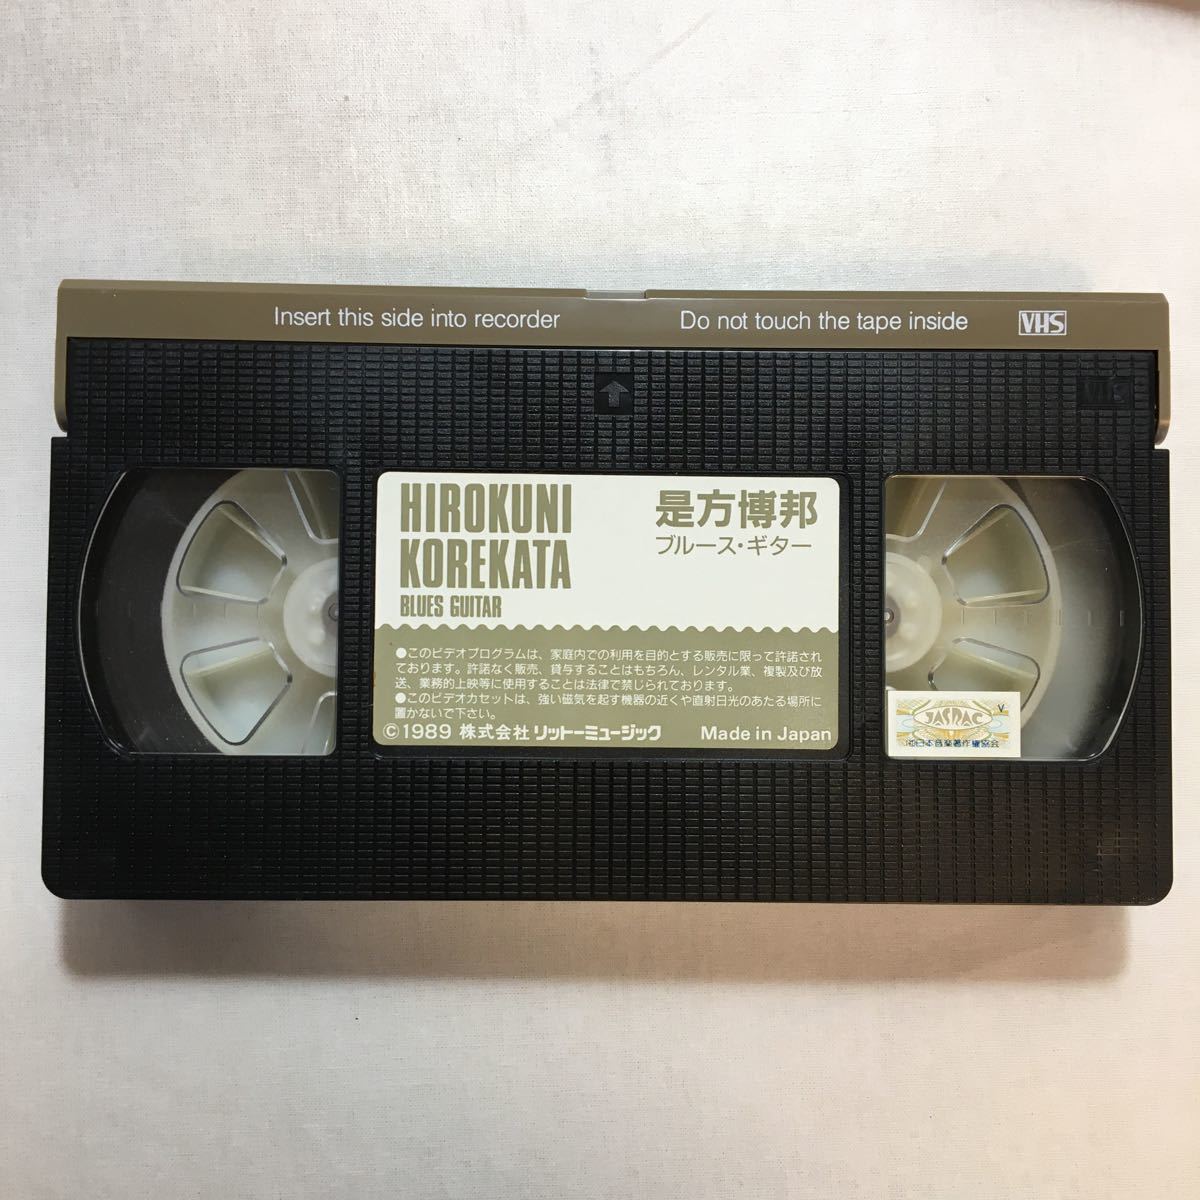 Insert this side into recorder
Do not touch the tape inside
VHS
VHS
HIROKUNI
KOREKATA
BLUES GUITAR
是方博邦
ブルース・ギター
●このビデオプログラムは、家庭内での利用を目的とする販売に限って許諾され
ております。許諾なく販売、貸与することはもちろん、レンタル業、複製及び放
送、業務的上映等に使用することは法律で禁じられております。
●このビデオカセットは、強い磁気を起す機器の近くや直射日光のあたる場所に
置かないで下さい。
©1989 株式会社リットーミュージック
Made in Japan
V
JASRAC